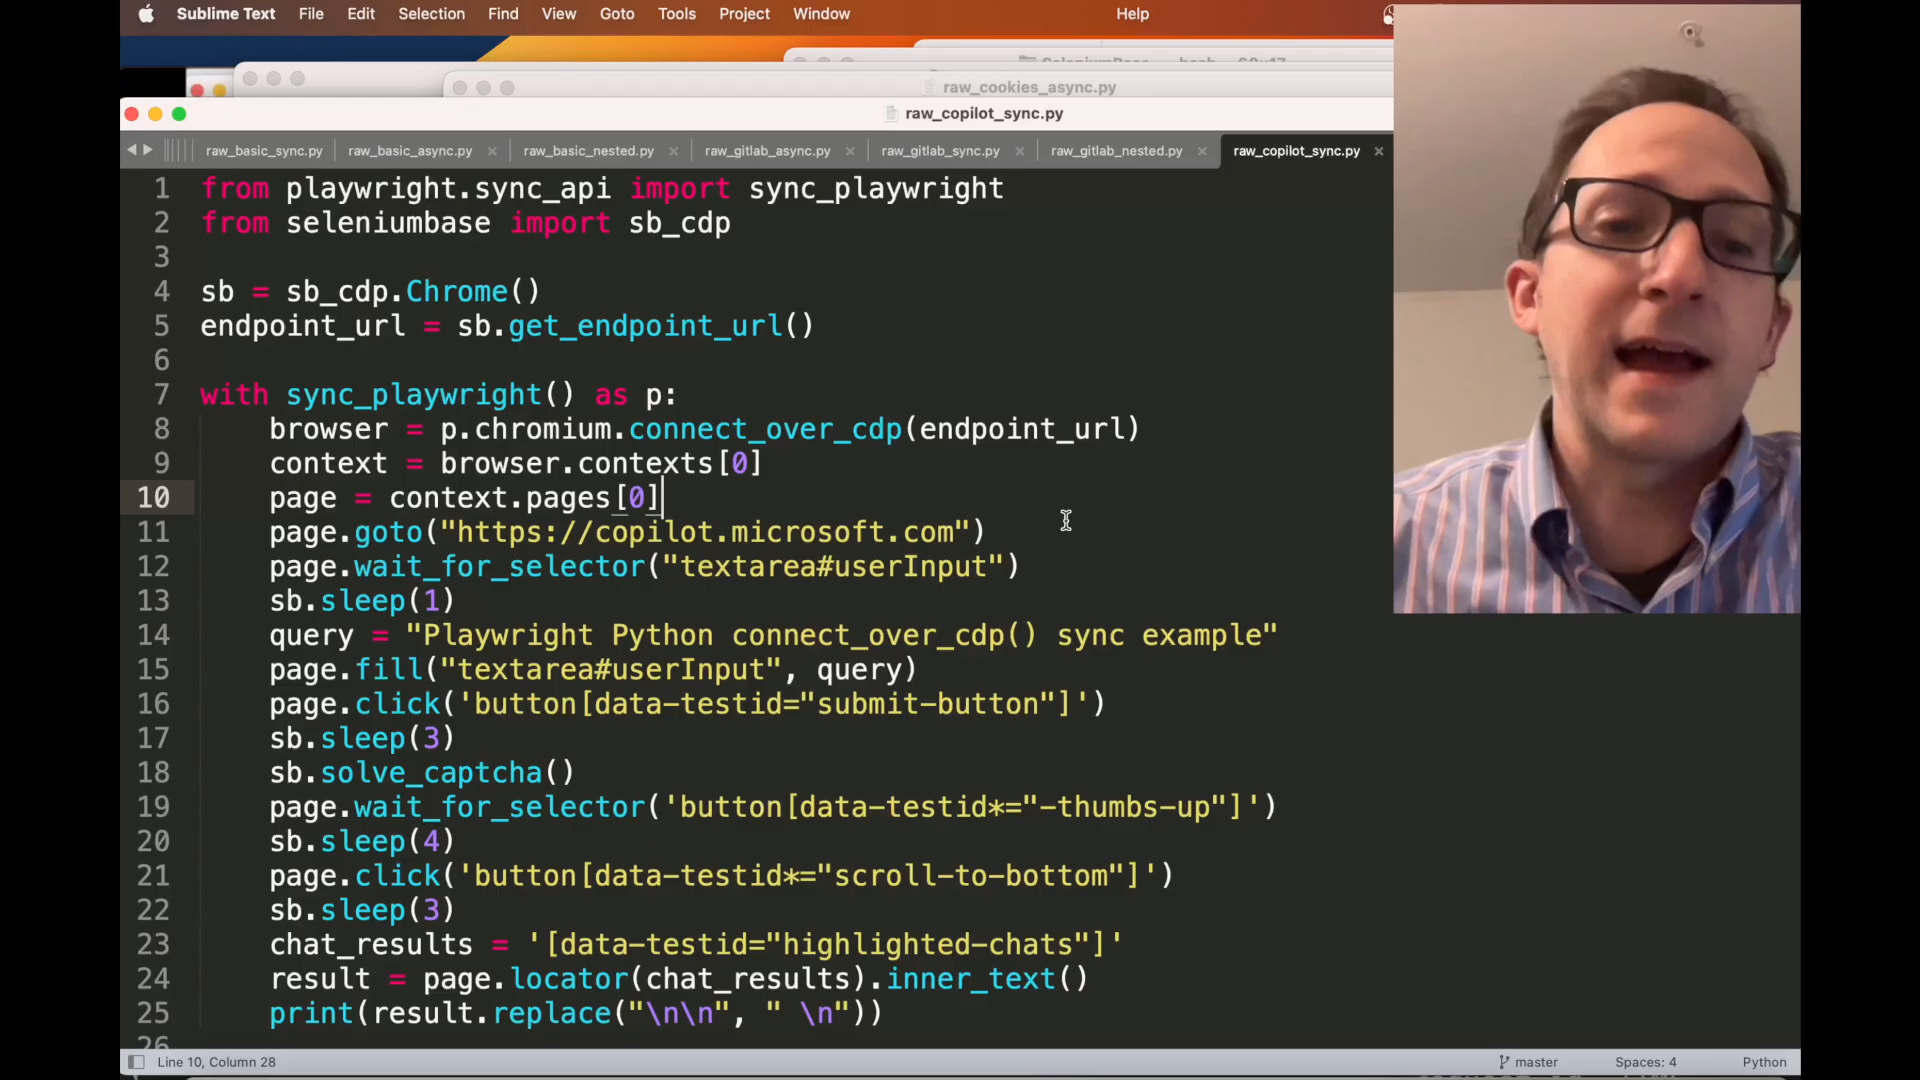 Sublime Text File Edit Selection Find View Goto Tools Project Window Help
raw_cookies_async.py
raw_copilot_sync.py
raw_basic_sync.py raw_basic_async.py raw_basic_nested.py raw_gitlab_async.py raw_gitlab_sync.py raw_gitlab_nested.py raw_copilot_sync.py
1 from playwright.sync_api import sync_playwright
2 from seleniumbase import sb_cdp
3
4 sb = sb_cdp.Chrome()
5 endpoint_url = sb.get_endpoint_url()
6
7 with sync_playwright() as p:
8 browser = p.chromium.connect_over_cdp(endpoint_url)
9 context = browser.contexts[0]
10 page = context.pages[0]
11 page.goto("https://copilot.microsoft.com")
12 page.wait_for_selector("textarea#userInput")
13 sb.sleep(1)
14 query = "Playwright Python connect_over_cdp() sync example"
15 page.fill("textarea#userInput", query)
16 page.click('button[data-testid="submit-button"]')
17 sb.sleep(3)
18 sb.solve_captcha()
19 page.wait_for_selector('button[data-testid*="-thumbs-up"]')
20 sb.sleep(4)
21 page.click('button[data-testid*="scroll-to-bottom"]')
22 sb.sleep(3)
23 chat_results = '[data-testid="highlighted-chats"]'
24 result = page.locator(chat_results).inner_text()
25 print(result.replace("\n\n", " \n"))
26
Line 10, Column 28 master Spaces: 4 Python